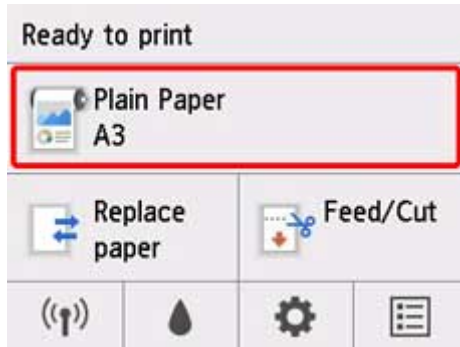 Ready to print
Plain Paper
A3
Replace
paper
Feed/Cut